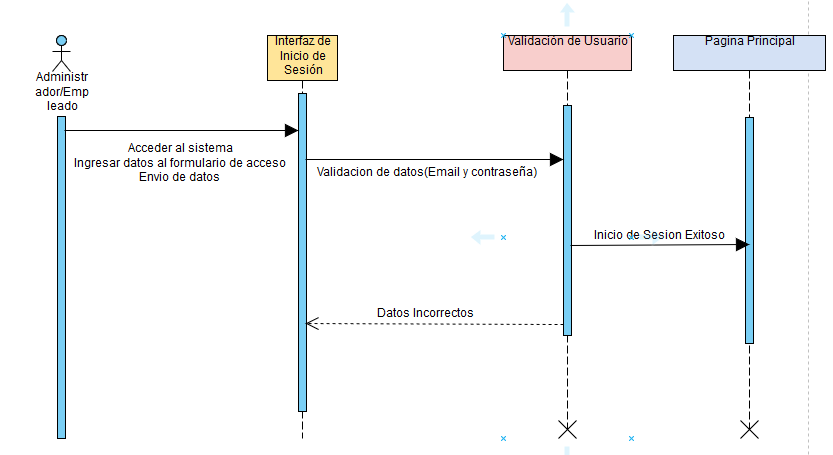 Interfaz de
Inicio de
Sesión
Validación de Usuario
Pagina Principal
Administr
ador/Emp
leado
Acceder al sistema
Ingresar datos al formulario de acceso
Envio de datos
Validacion de datos(Email y contraseña)
Inicio de Sesion Exitoso
Datos Incorrectos